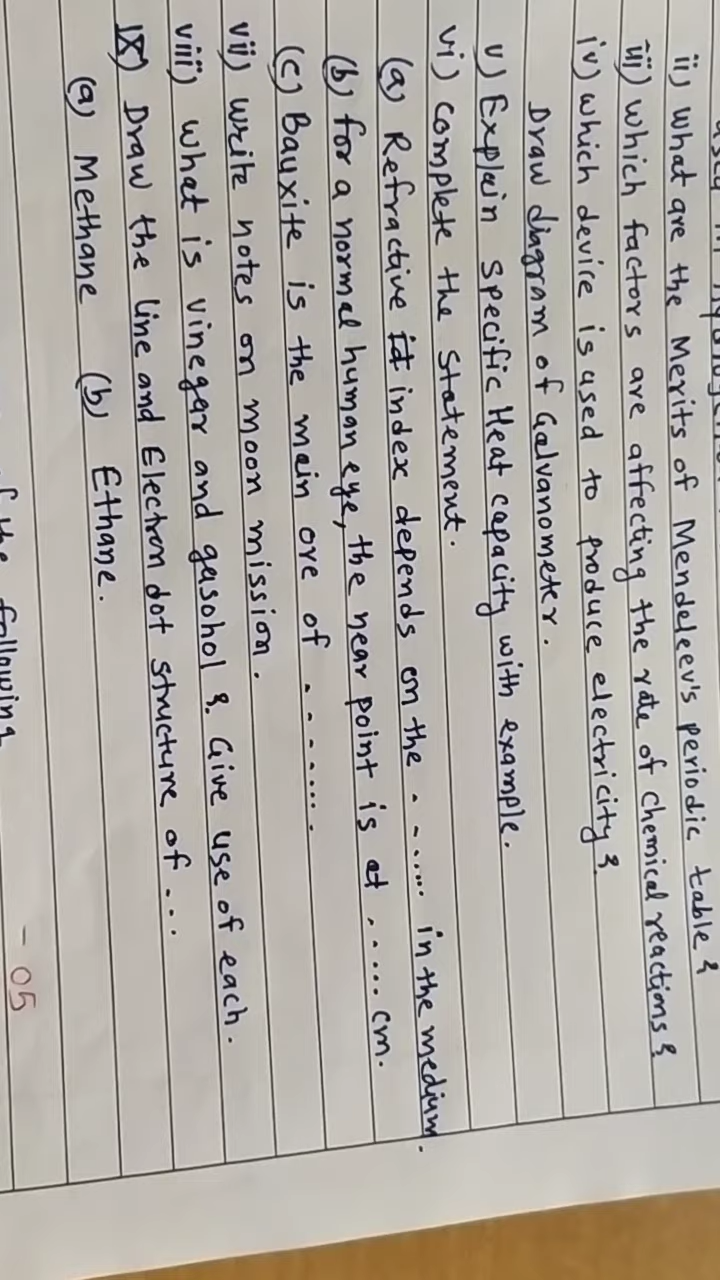 ii) What are the Merits of Mendeleev's periodic table?
iii) which factors are affecting the rate of chemical reactions?
iv) which device is used to produce electricity?
Draw diagram of Galvanometer.
v) Explain Specific Heat capacity with example.
vi) complete the Statement.
(a) Refractive index depends on the ....... in the medium.
(b) for a normal human eye, the near point is at ...... cm.
(c) Bauxite is the main ore of ........
vii) write notes on moon mission.
viii) what is vinegar and gasohol? Give use of each.
ix) Draw the line and Electron dot structure of ...
(a) Methane (b) Ethane.
- 05
of the following